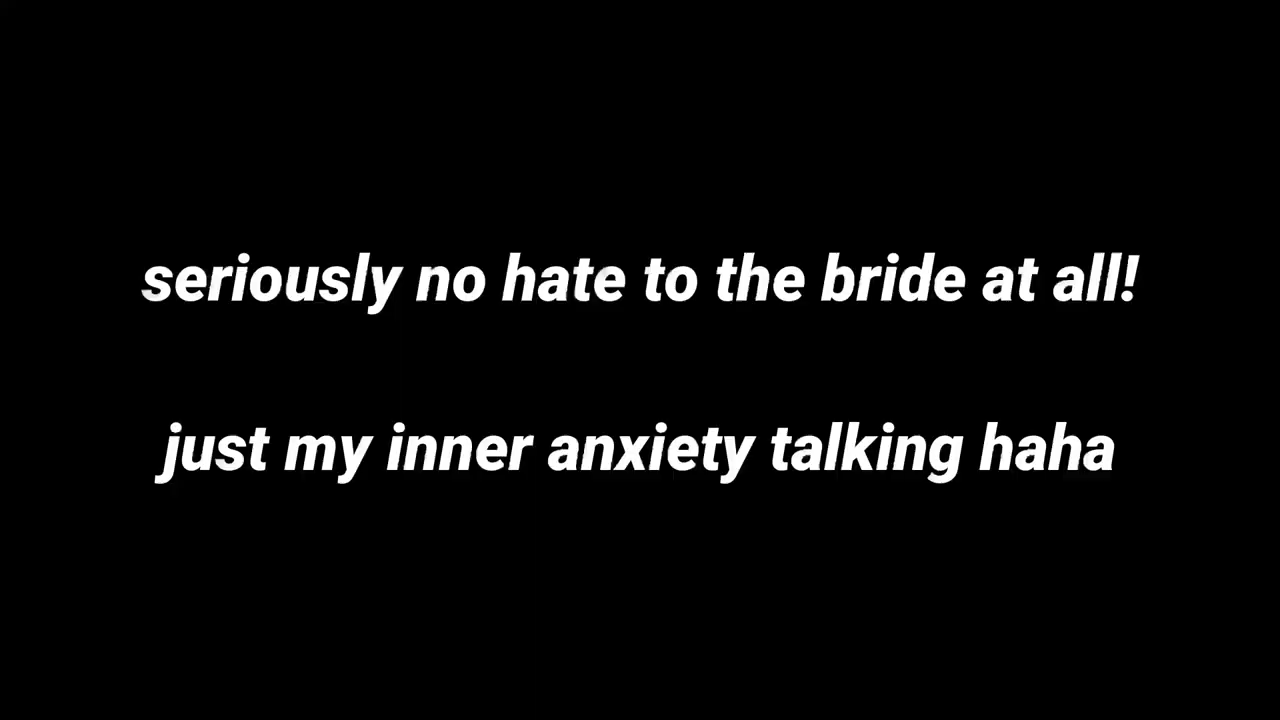 seriously no hate to the bride at all!
just my inner anxiety talking haha